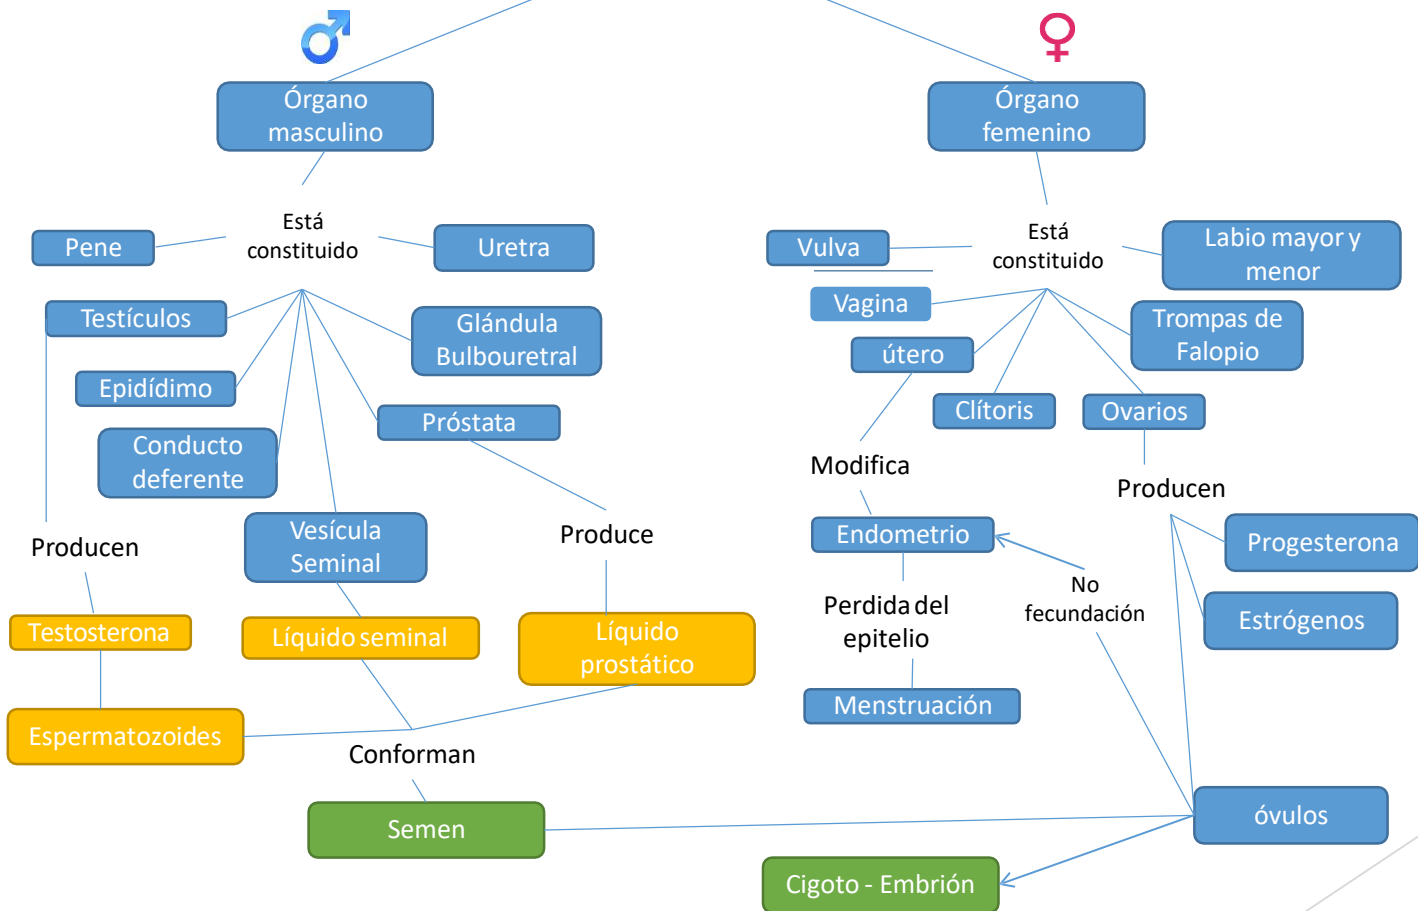 Órgano
masculino
Órgano
femenino
Está
constituido
Pene
Uretra
Testículos
Glándula
Bulbouretral
Epidídimo
Próstata
Conducto
deferente
Vesícula
Seminal
Producen
Produce
Testosterona
Líquido seminal
Líquido
prostático
Espermatozoides
Conforman
Semen
Está
constituido
Vulva
Labio mayor y
menor
Vagina
Trompas de
Falopio
útero
Clítoris
Ovarios
Modifica
Producen
Endometrio
Progesterona
No
fecundación
Estrógenos
Perdida del
epitelio
Menstruación
óvulos
Cigoto - Embrión